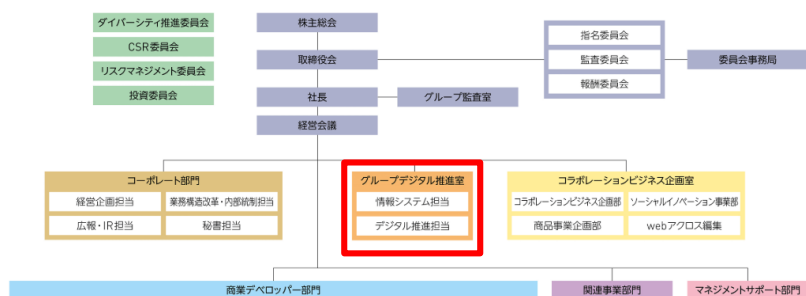 ダイバーシティ推進委員会
CSR委員会
リスクマネジメント委員会
投資委員会
株主総会
取締役会
社長
経営会議
グループ監査室
指名委員会
監査委員会
報酬委員会
委員会事務局
コーポレート部門
経営企画担当
業務構造改革・内部統制担当
広報・IR担当
秘書担当
グループデジタル推進室
情報システム担当
デジタル推進担当
コラボレーションビジネス企画室
コラボレーションビジネス企画部
ソーシャルイノベーション事業部
商品事業企画部
webアクロス編集
商業デベロッパー部門
関連事業部門
マネジメントサポート部門